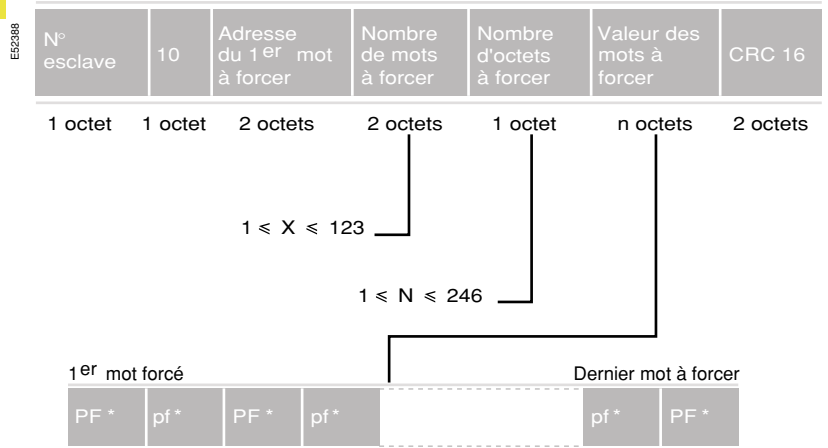 E52388
N° esclave
10
Adresse du 1er mot à forcer
Nombre de mots à forcer
Nombre d'octets à forcer
Valeur des mots à forcer
CRC 16
1 octet 1 octet 2 octets 2 octets 1 octet n octets 2 octets
1 ≤ X ≤ 123
1 ≤ N ≤ 246
1er mot forcé Dernier mot à forcer
PF * pf * PF * pf * pf * PF *